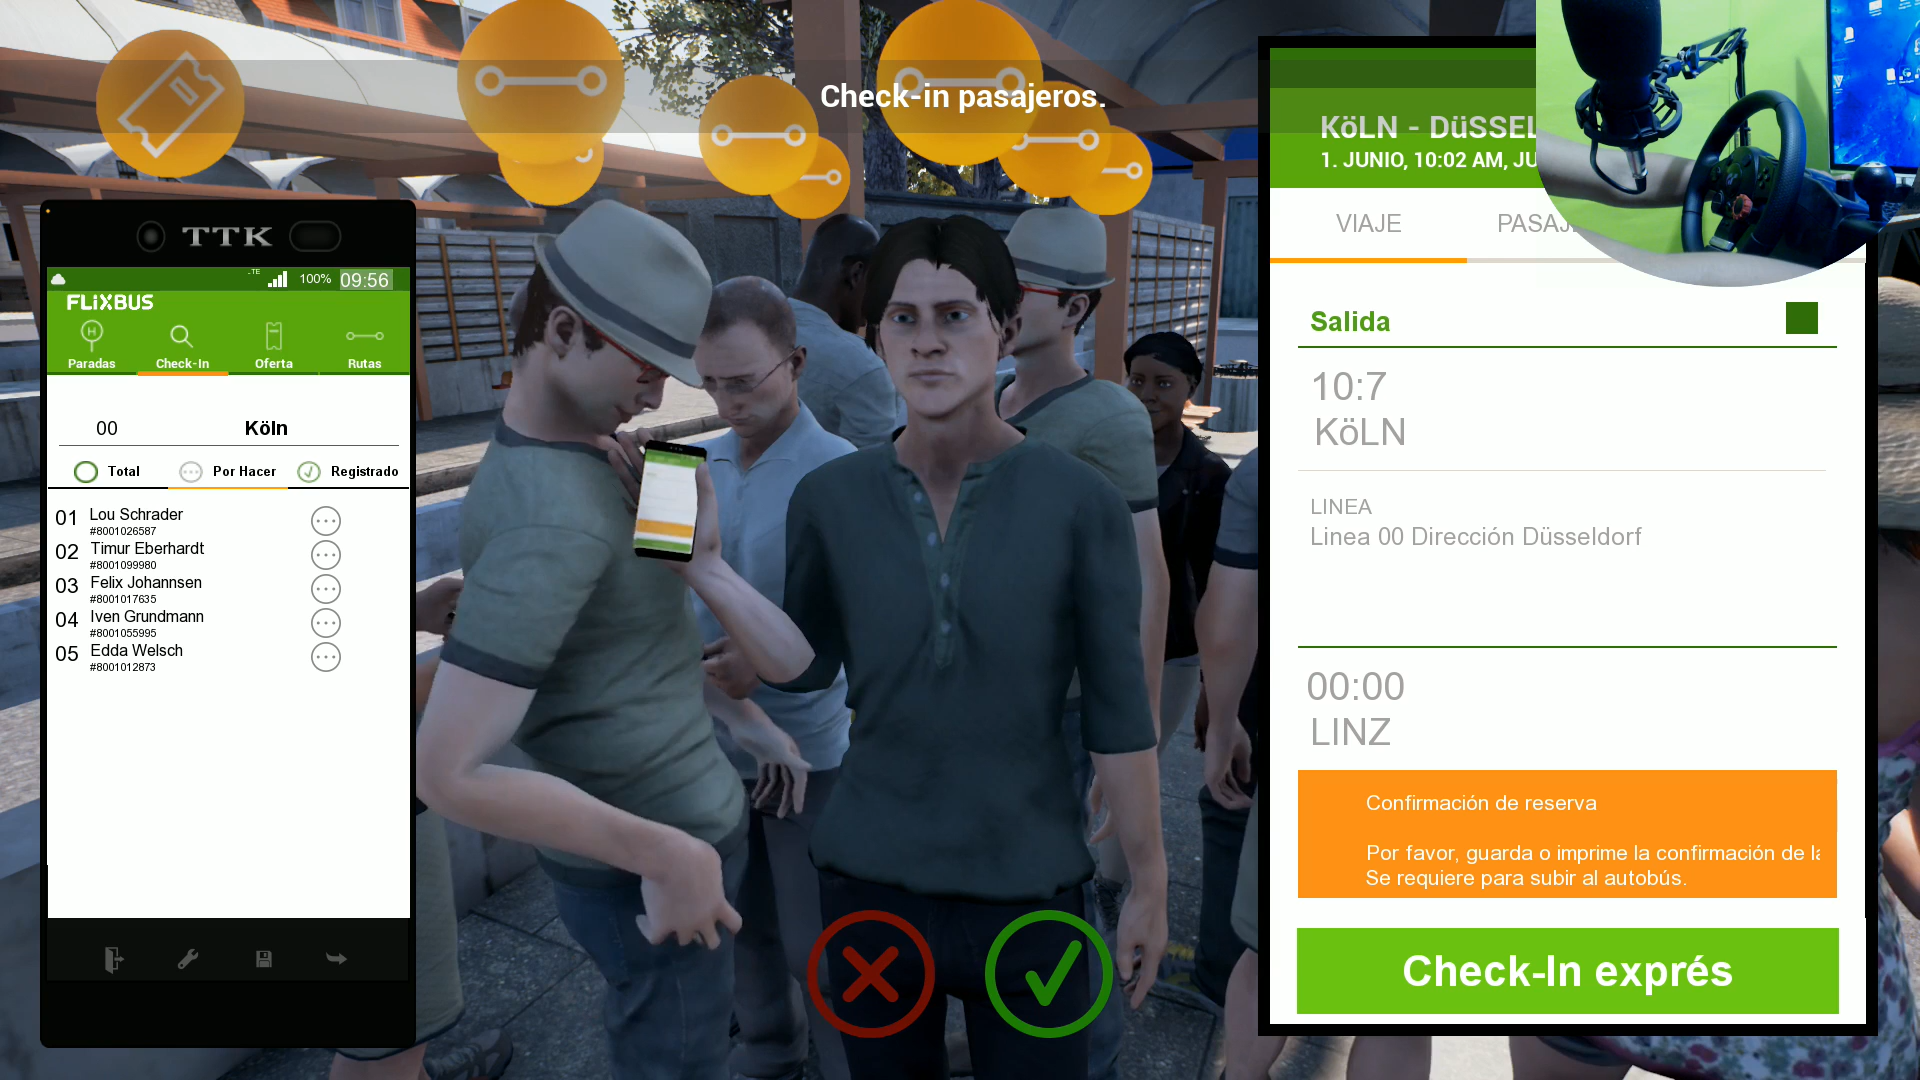 Check-in pasajeros.
TTK
LTE 100% 09:56
FLiXBUS
Paradas Check-In Oferta Rutas
00 Köln
Total Por Hacer Registrado
01 Lou Schrader
#8001026587
02 Timur Eberhardt
#8001099980
03 Felix Johannsen
#8001017635
04 Iven Grundmann
#8001055995
05 Edda Welsch
#8001012873
KöLN - DüSSEL
1. JUNIO, 10:02 AM, JU
VIAJE PASAJ
Salida
10:7
KöLN
LINEA
Linea 00 Dirección Düsseldorf
00:00
LINZ
Confirmación de reserva
Por favor, guarda o imprime la confirmación de la
Se requiere para subir al autobús.
Check-In exprés